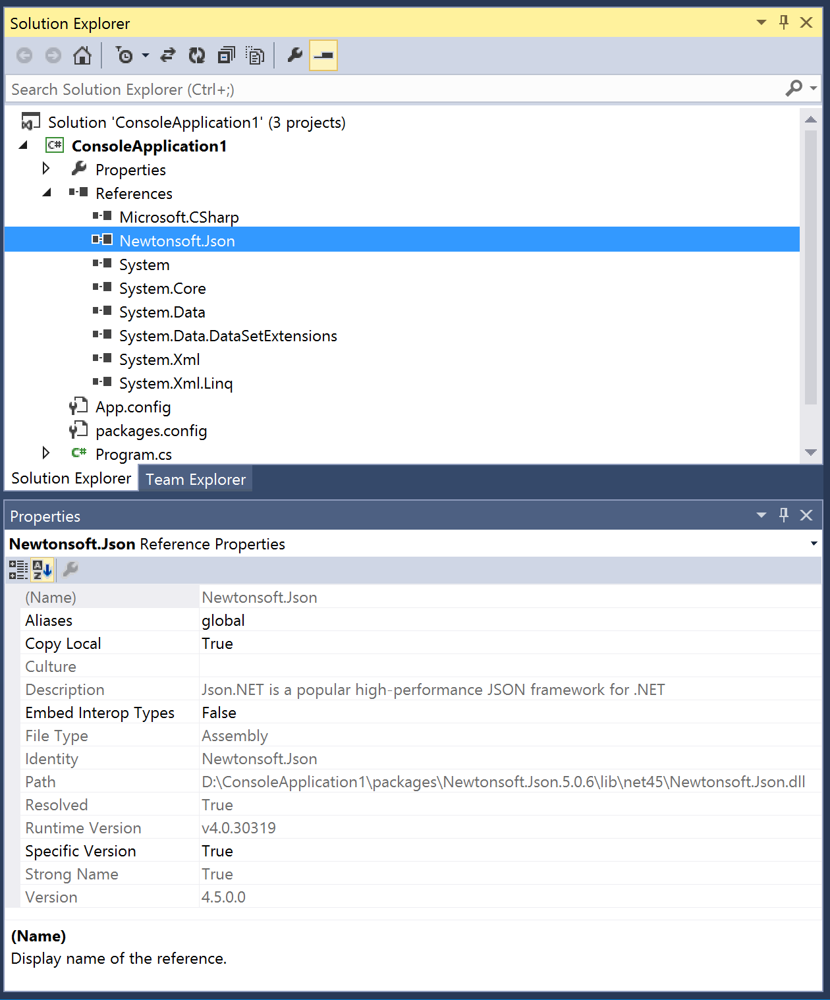 Solution Explorer
Search Solution Explorer (Ctrl+;)
Solution 'ConsoleApplication1' (3 projects)
C# ConsoleApplication1
Properties
References
Microsoft.CSharp
Newtonsoft.Json
System
System.Core
System.Data
System.Data.DataSetExtensions
System.Xml
System.Xml.Linq
App.config
packages.config
C# Program.cs
Solution Explorer Team Explorer
Properties
Newtonsoft.Json Reference Properties
A
Z
(Name) Newtonsoft.Json
Aliases global
Copy Local True
Culture
Description Json.NET is a popular high-performance JSON framework for .NET
Embed Interop Types False
File Type Assembly
Identity Newtonsoft.Json
Path D:\ConsoleApplication1\packages\Newtonsoft.Json.5.0.6\lib\net45\Newtonsoft.Json.dll
Resolved True
Runtime Version v4.0.30319
Specific Version True
Strong Name True
Version 4.5.0.0
(Name)
Display name of the reference.